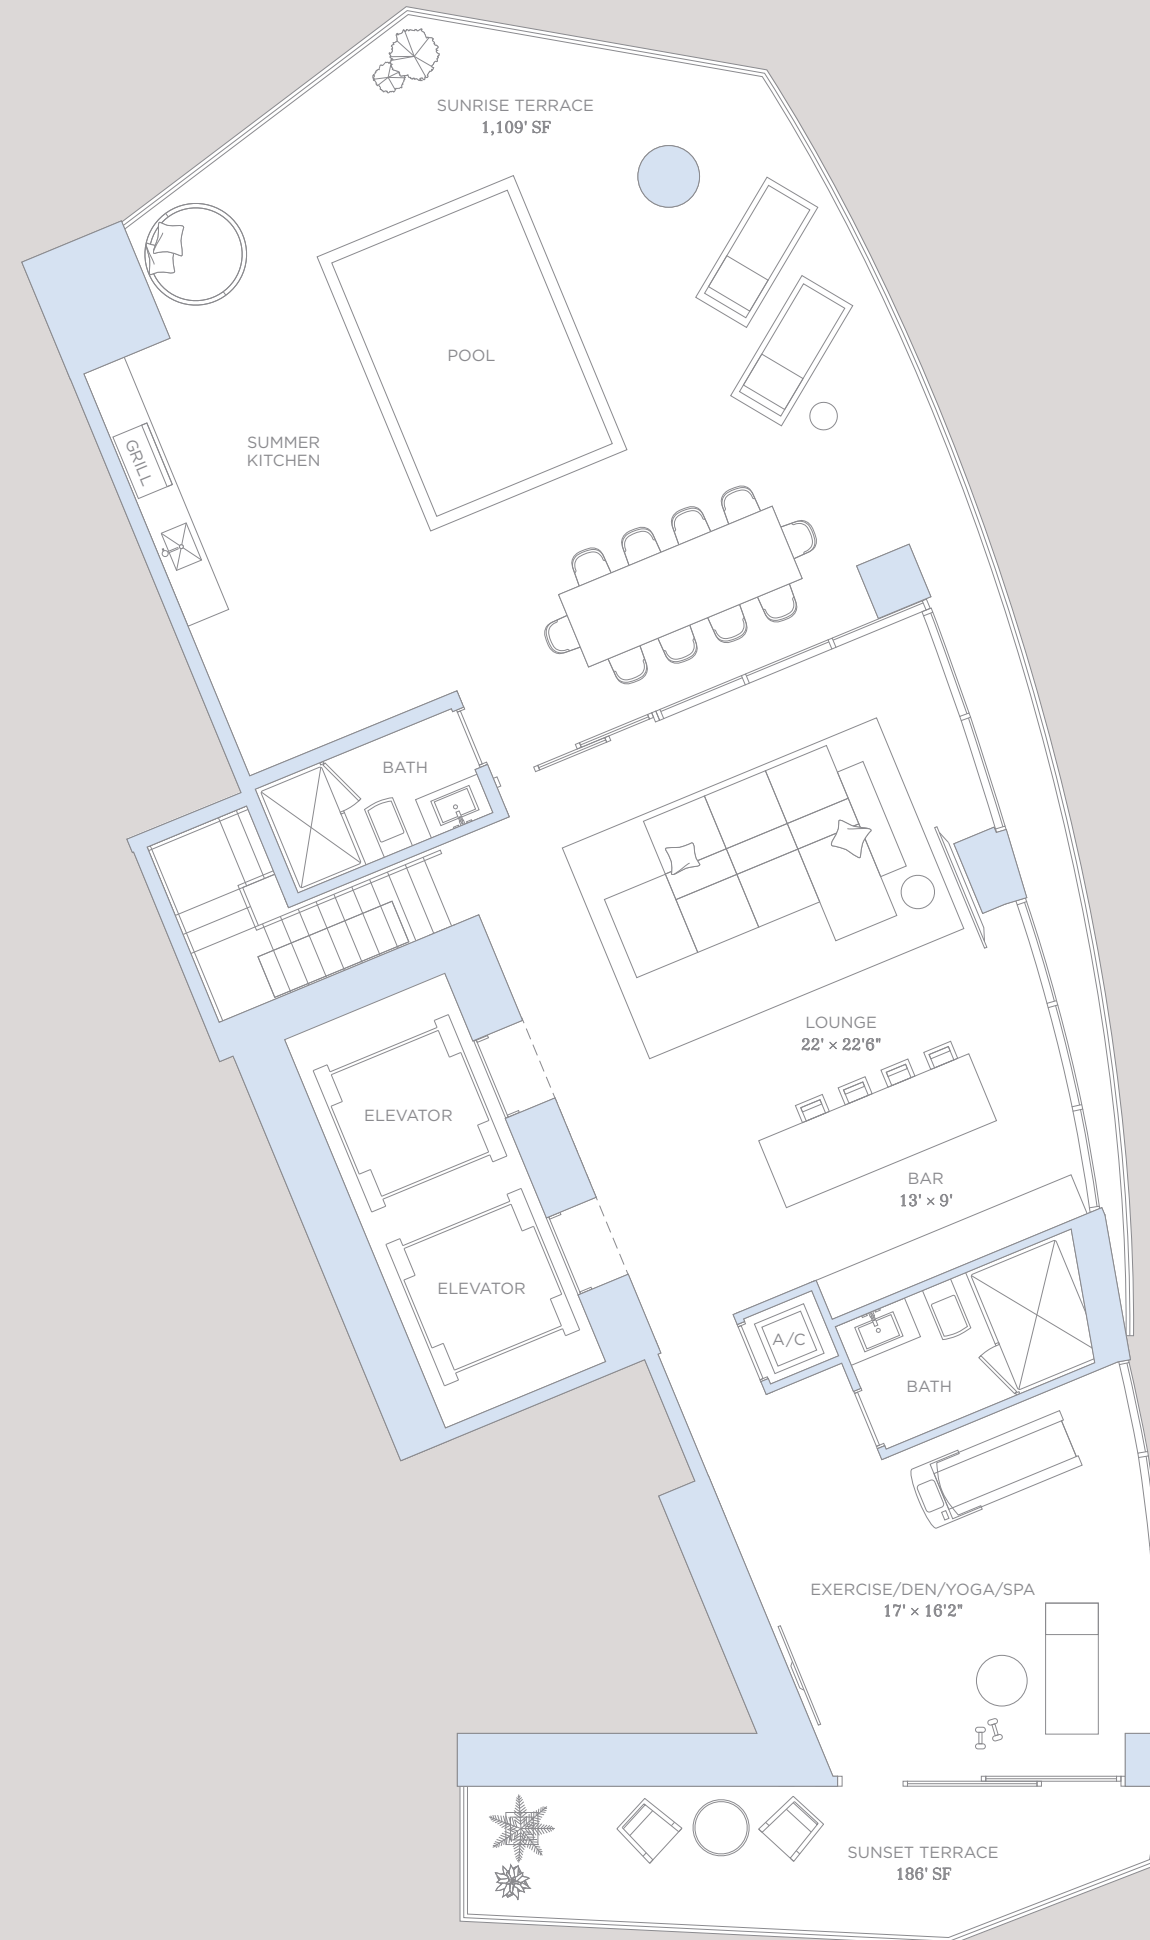 SUNRISE TERRACE
1,109' SF
POOL
SUMMER
KITCHEN
GRILL
BATH
LOUNGE
22' × 22'6"
ELEVATOR
BAR
13' × 9'
ELEVATOR
A/C
BATH
EXERCISE/DEN/YOGA/SPA
17' × 16'2"
SUNSET TERRACE
186' SF